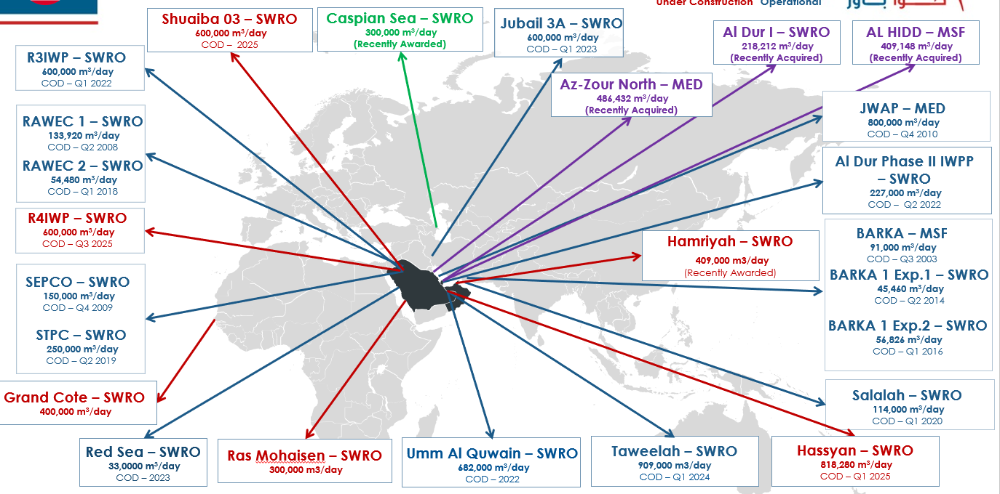 Under Construction Operational
Shuaiba 03 – SWRO
600,000 m³/day
COD – 2025
Caspian Sea – SWRO
300,000 m³/day
(Recently Awarded)
Jubail 3A – SWRO
600,000 m³/day
COD – Q1 2023
Al Dur I – SWRO
218,212 m³/day
(Recently Acquired)
AL HIDD – MSF
409,148 m³/day
(Recently Acquired)
R3IWP – SWRO
600,000 m³/day
COD – Q1 2022
Az-Zour North – MED
486,432 m³/day
(Recently Acquired)
JWAP – MED
800,000 m³/day
COD – Q4 2010
RAWEC 1 – SWRO
133,920 m³/day
COD – Q2 2008
RAWEC 2 – SWRO
54,480 m³/day
COD – Q1 2018
Al Dur Phase II IWPP
– SWRO
227,000 m³/day
COD – Q2 2022
R4IWP – SWRO
600,000 m³/day
COD – Q3 2025
Hamriyah – SWRO
409,000 m3/day
(Recently Awarded)
BARKA – MSF
91,000 m³/day
COD – Q3 2003
BARKA 1 Exp.1 – SWRO
45,460 m³/day
COD – Q2 2014
BARKA 1 Exp.2 – SWRO
56,826 m³/day
COD – Q1 2016
SEPCO – SWRO
150,000 m³/day
COD – Q4 2009
STPC – SWRO
250,000 m³/day
COD – Q2 2019
Grand Cote – SWRO
400,000 m³/day
Salalah – SWRO
114,000 m³/day
COD – Q1 2020
Red Sea – SWRO
33,0000 m³/day
COD – 2023
Ras Mohaisen – SWRO
300,000 m3/day
Umm Al Quwain – SWRO
682,000 m³/day
COD – 2022
Taweelah – SWRO
909,000 m3/day
COD – Q1 2024
Hassyan – SWRO
818,280 m³/day
COD – Q1 2025